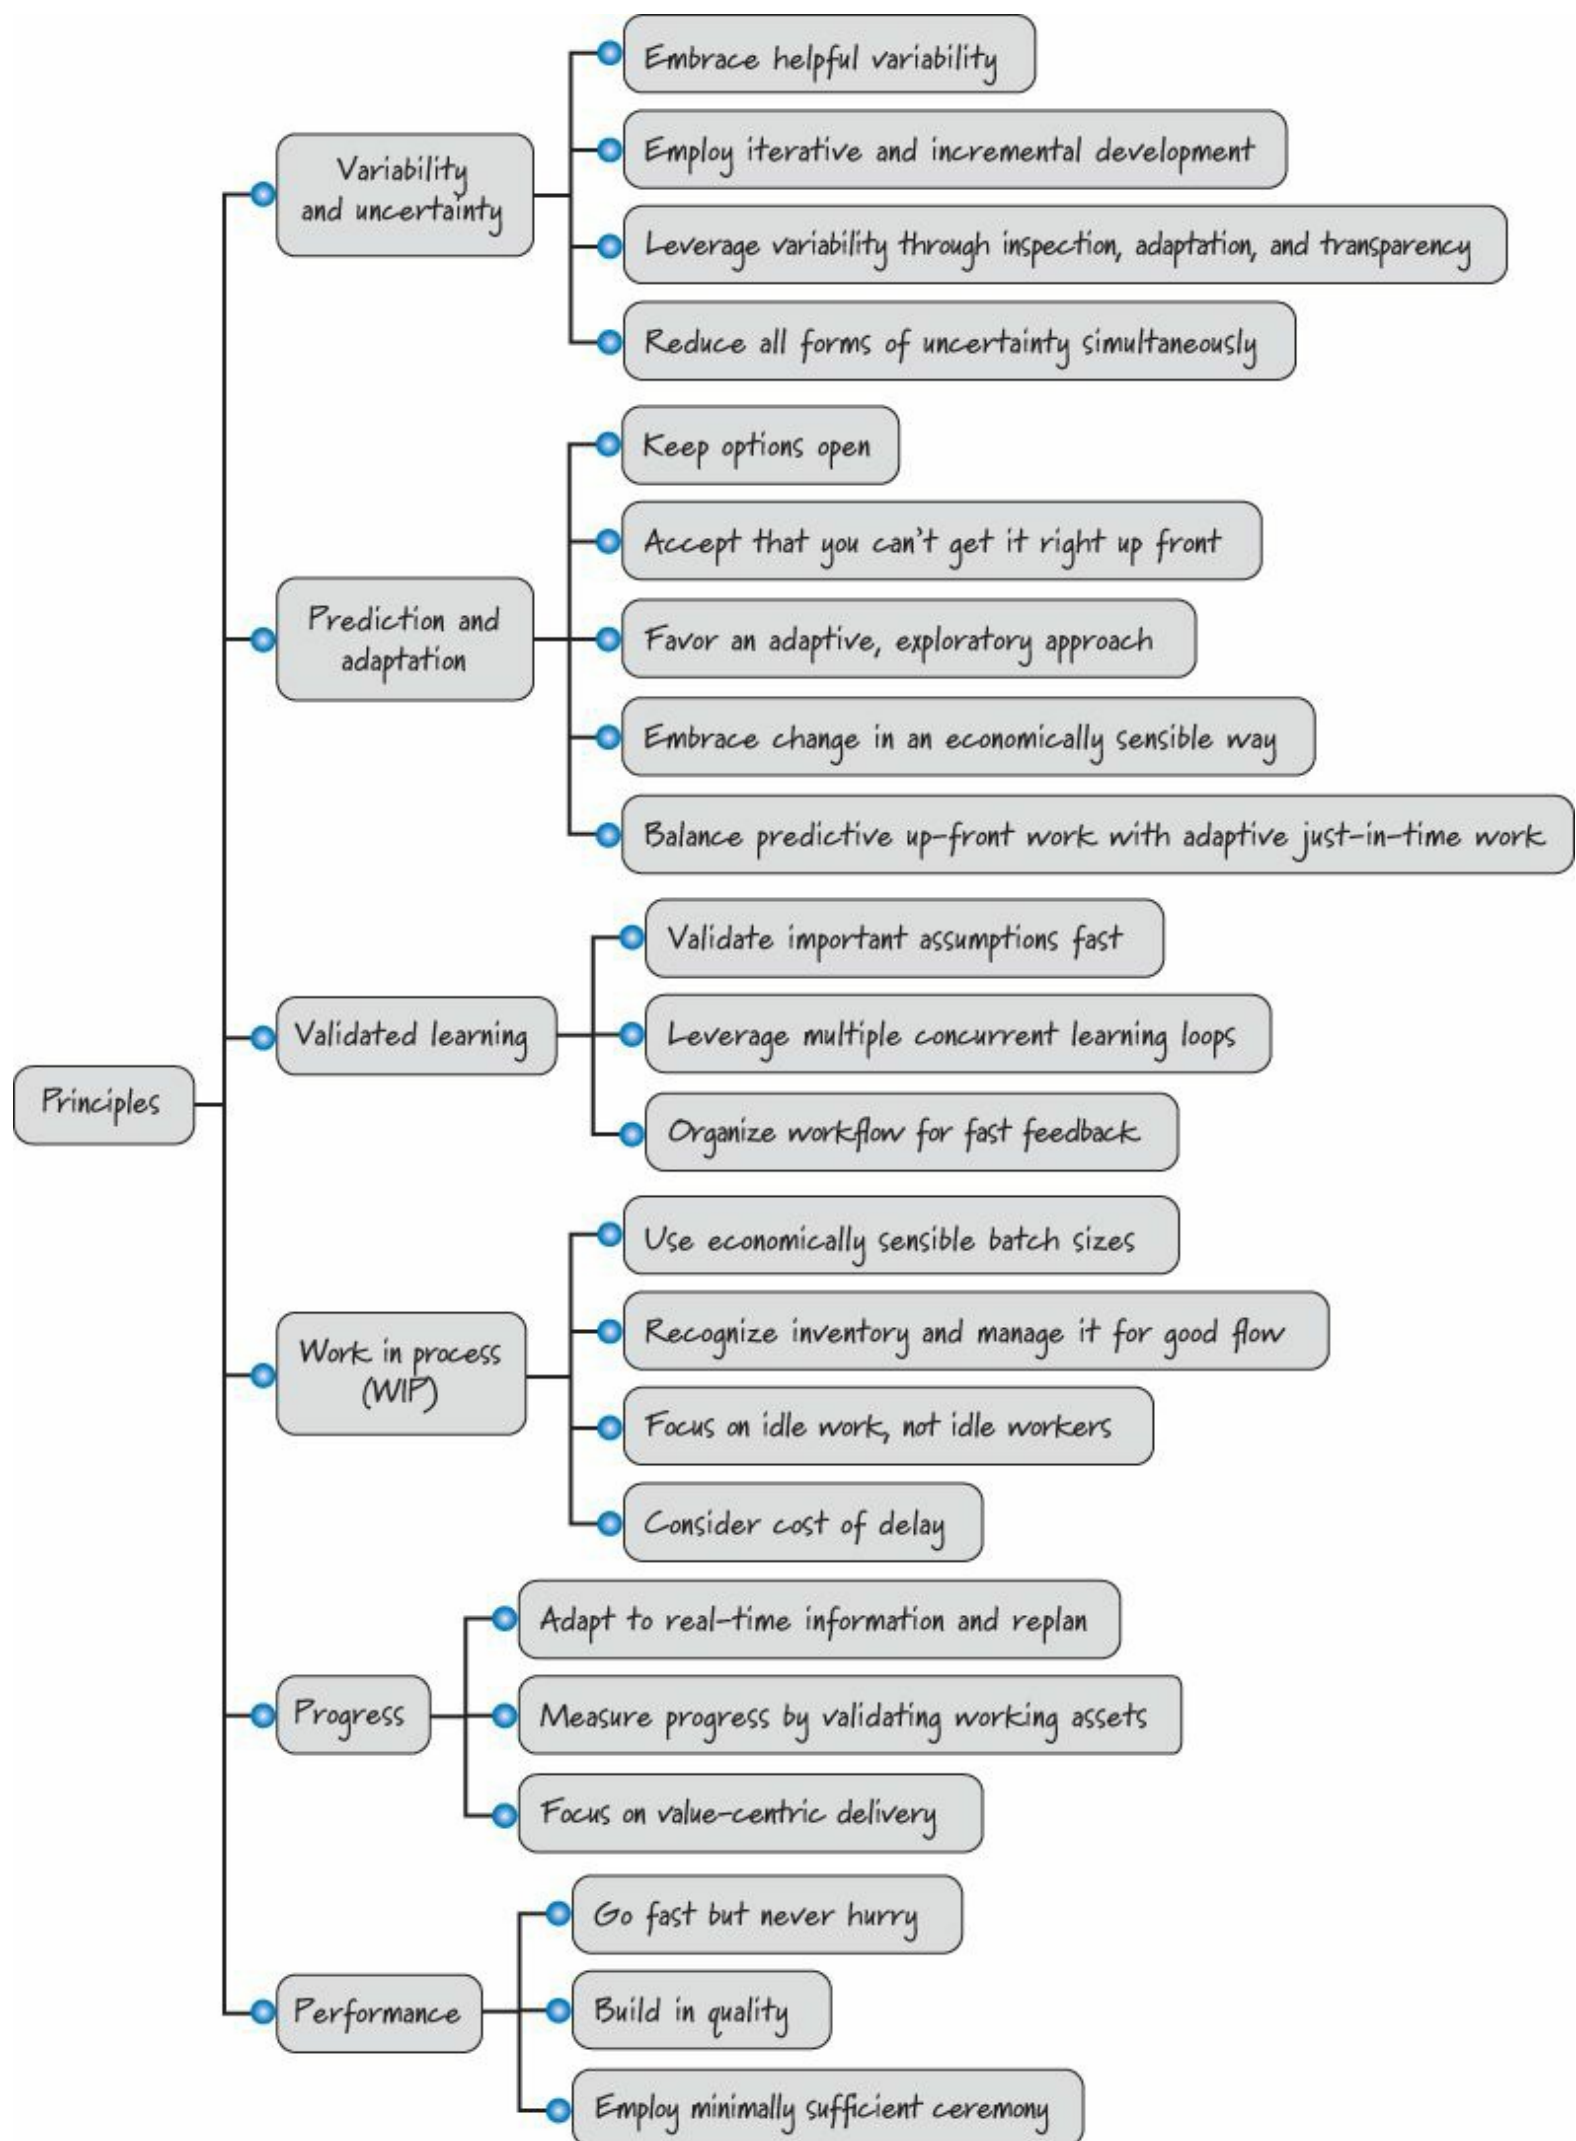 Principles
Variability
and uncertainty
Embrace helpful variability
Employ iterative and incremental development
Leverage variability through inspection, adaptation, and transparency
Reduce all forms of uncertainty simultaneously
Prediction and
adaptation
Keep options open
Accept that you can't get it right up front
Favor an adaptive, exploratory approach
Embrace change in an economically sensible way
Balance predictive up-front work with adaptive just-in-time work
Validated learning
Validate important assumptions fast
Leverage multiple concurrent learning loops
Organize workflow for fast feedback
Work in process
(WIP)
Use economically sensible batch sizes
Recognize inventory and manage it for good flow
Focus on idle work, not idle workers
Consider cost of delay
Progress
Adapt to real-time information and replan
Measure progress by validating working assets
Focus on value-centric delivery
Performance
Go fast but never hurry
Build in quality
Employ minimally sufficient ceremony